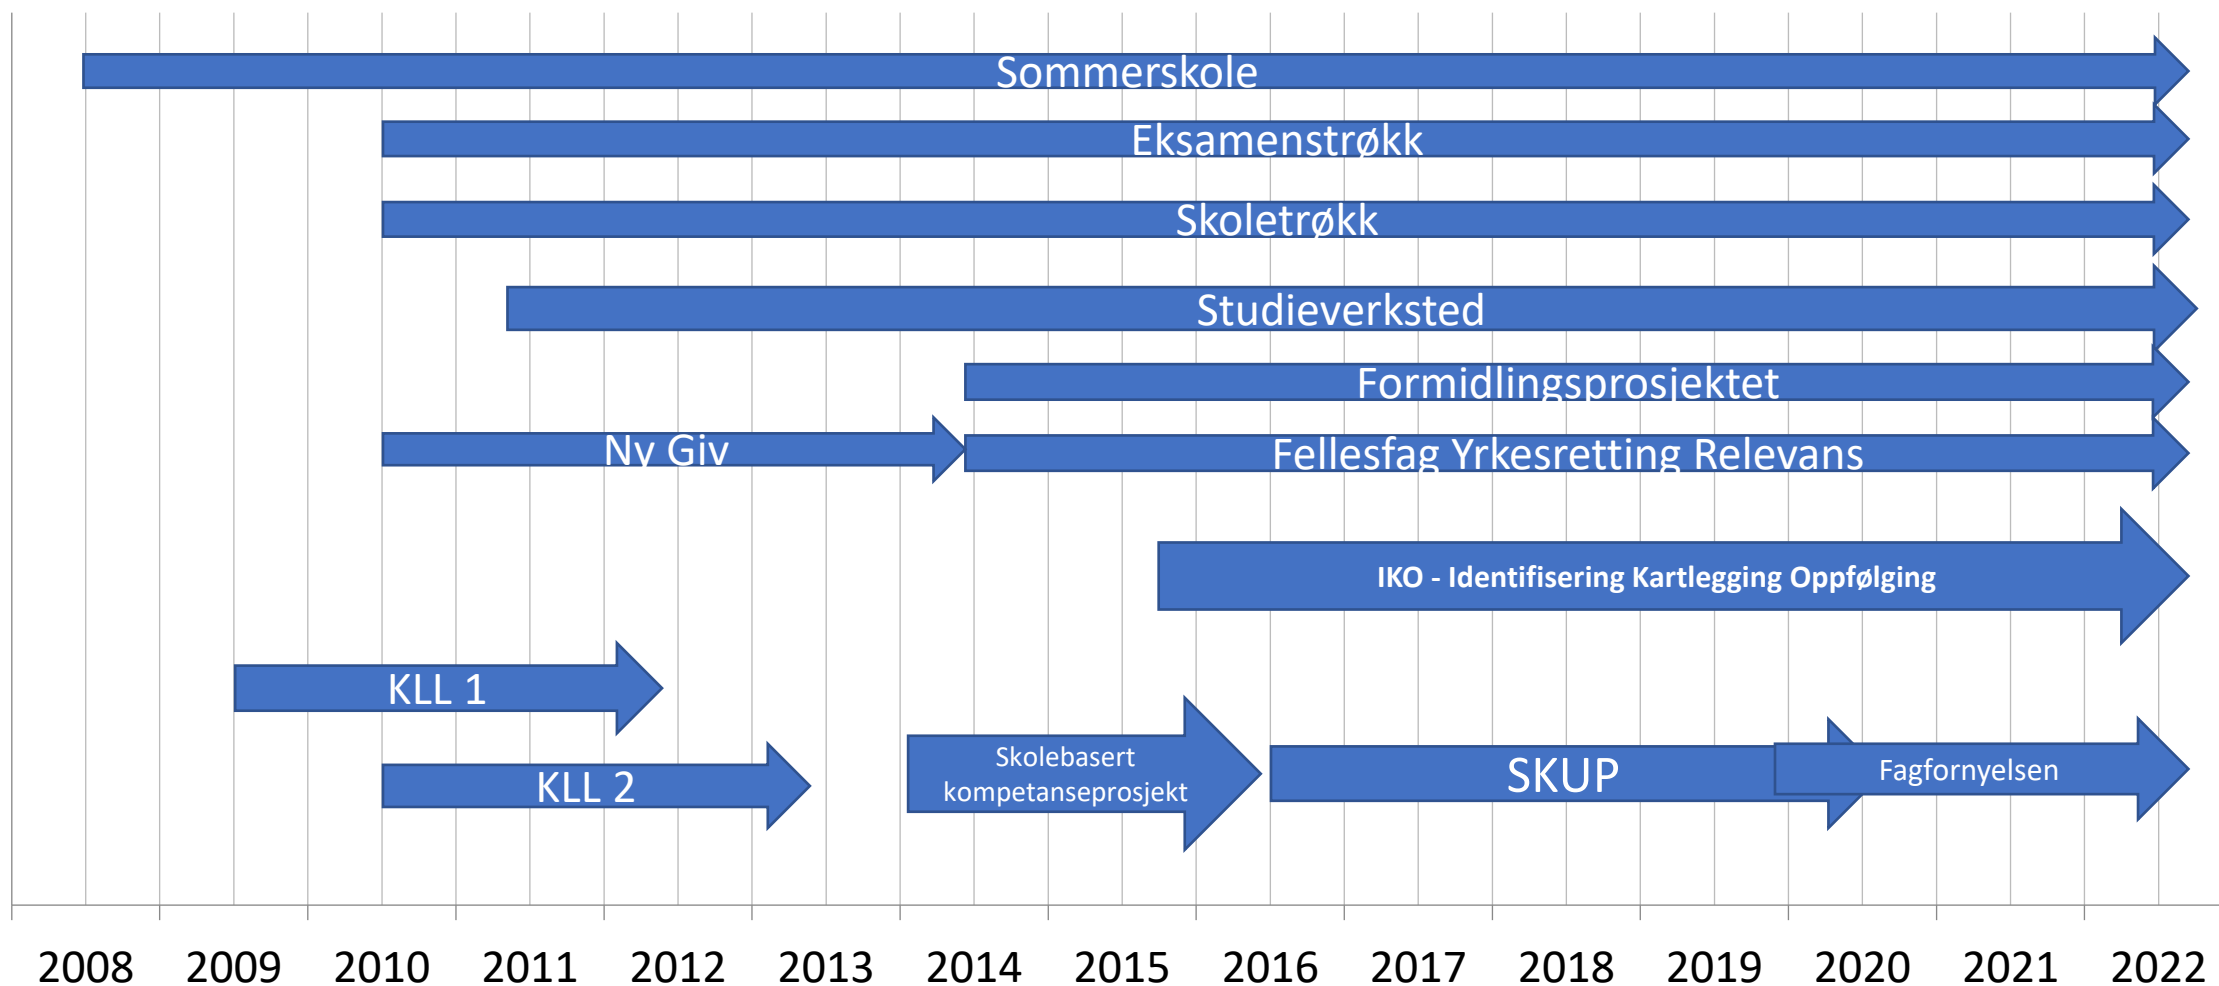 Sommerskole
Eksamenstrøkk
Skoletrøkk
Studieverksted
Formidlingsprosjektet
Ny Giv
Fellesfag Yrkesretting Relevans
IKO - Identifisering Kartlegging Oppfølging
KLL 1
KLL 2
Skolebasert
kompetanseprosjekt
SKUP
Fagfornyelsen
2008 2009 2010 2011 2012 2013 2014 2015 2016 2017 2018 2019 2020 2021 2022